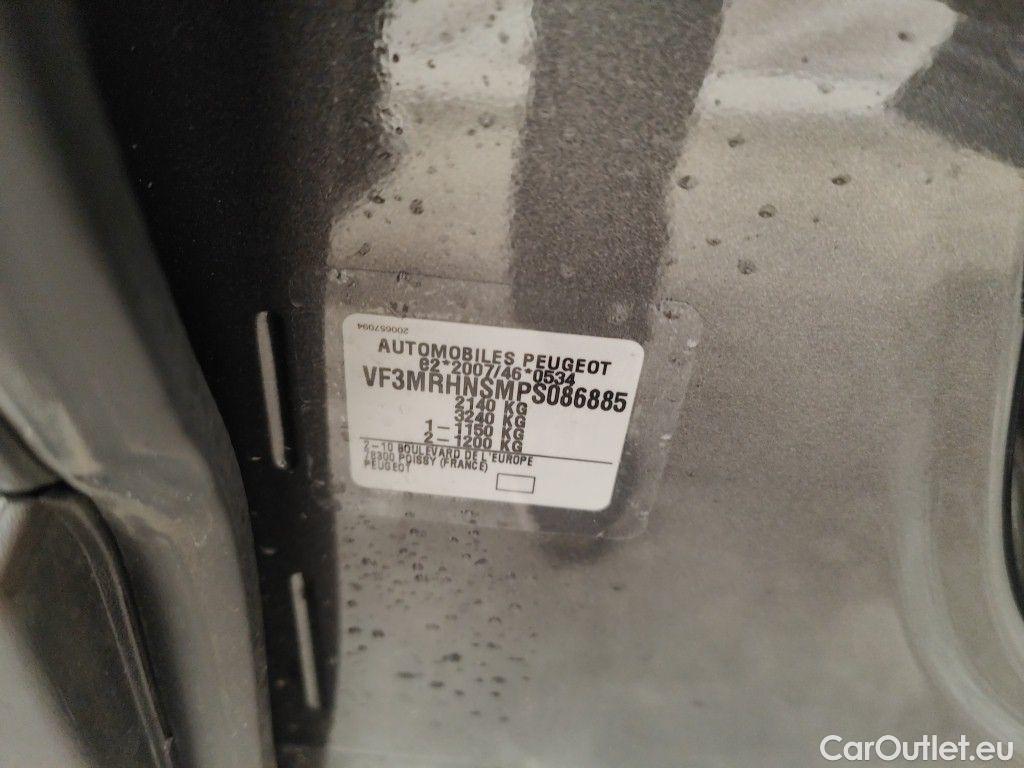 200657094
AUTOMOBILES PEUGEOT
e2*2007/46*0534
VF3MRHNSMPS086885
2140 KG
3240 KG
1 - 1150 KG
2 - 1200 KG
2-10 BOULEVARD DE L'EUROPE
78300 POISSY (FRANCE)
PEUGEOT
CarOutlet.eu